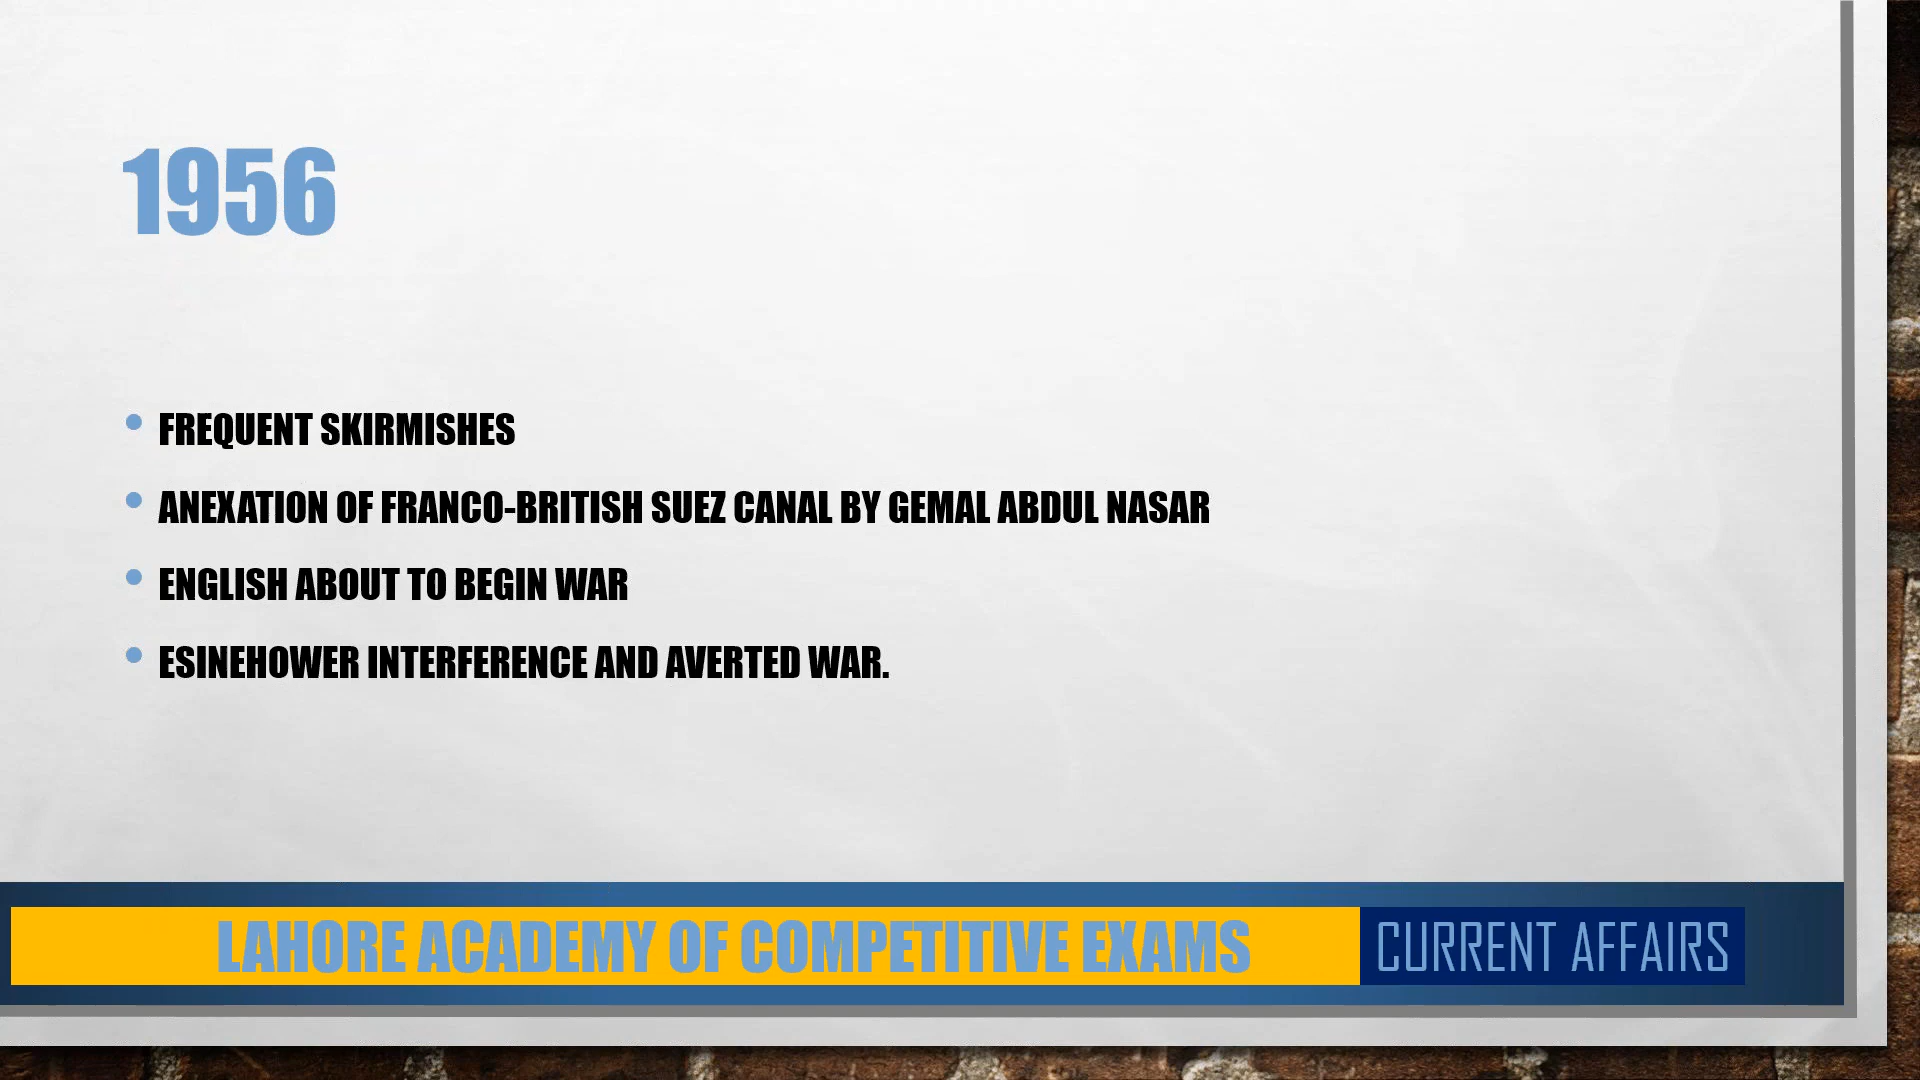 1956
FREQUENT SKIRMISHES
ANEXATION OF FRANCO-BRITISH SUEZ CANAL BY GEMAL ABDUL NASAR
ENGLISH ABOUT TO BEGIN WAR
ESINEHOWER INTERFERENCE AND AVERTED WAR.
LAHORE ACADEMY OF COMPETITIVE EXAMS
CURRENT AFFAIRS